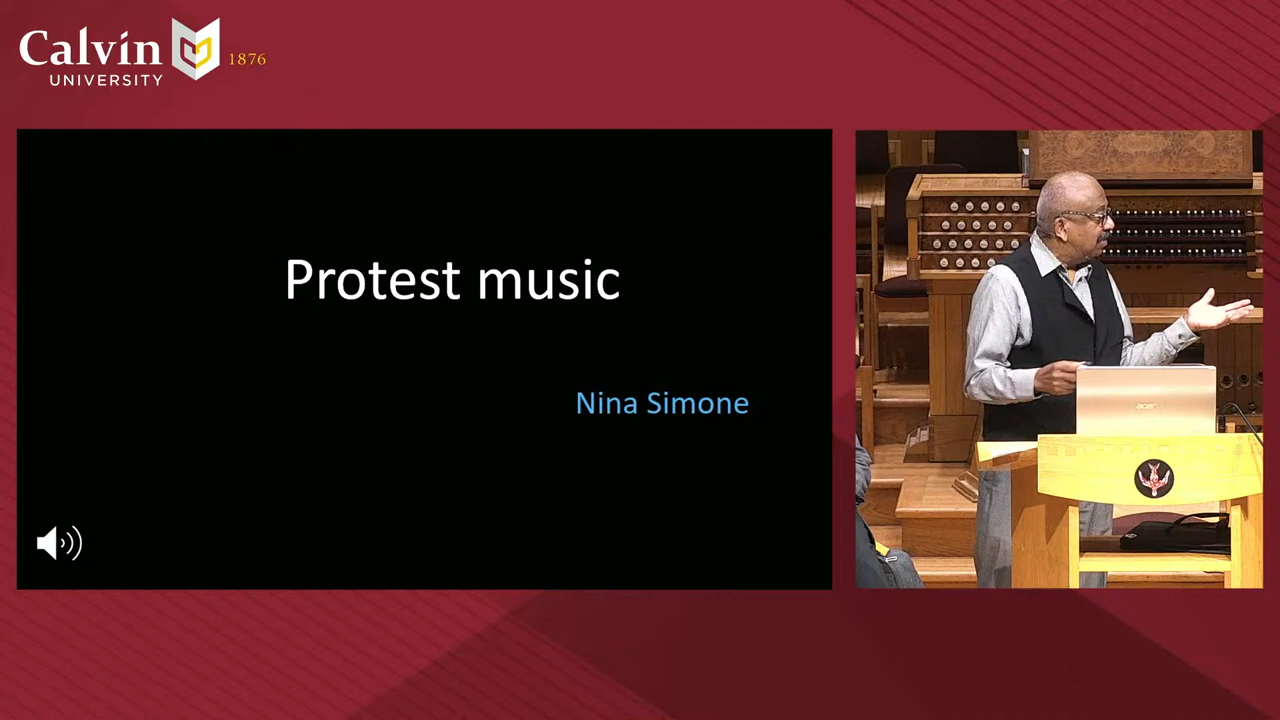 Calvin
UNIVERSITY
1876
Protest music
Nina Simone
acer